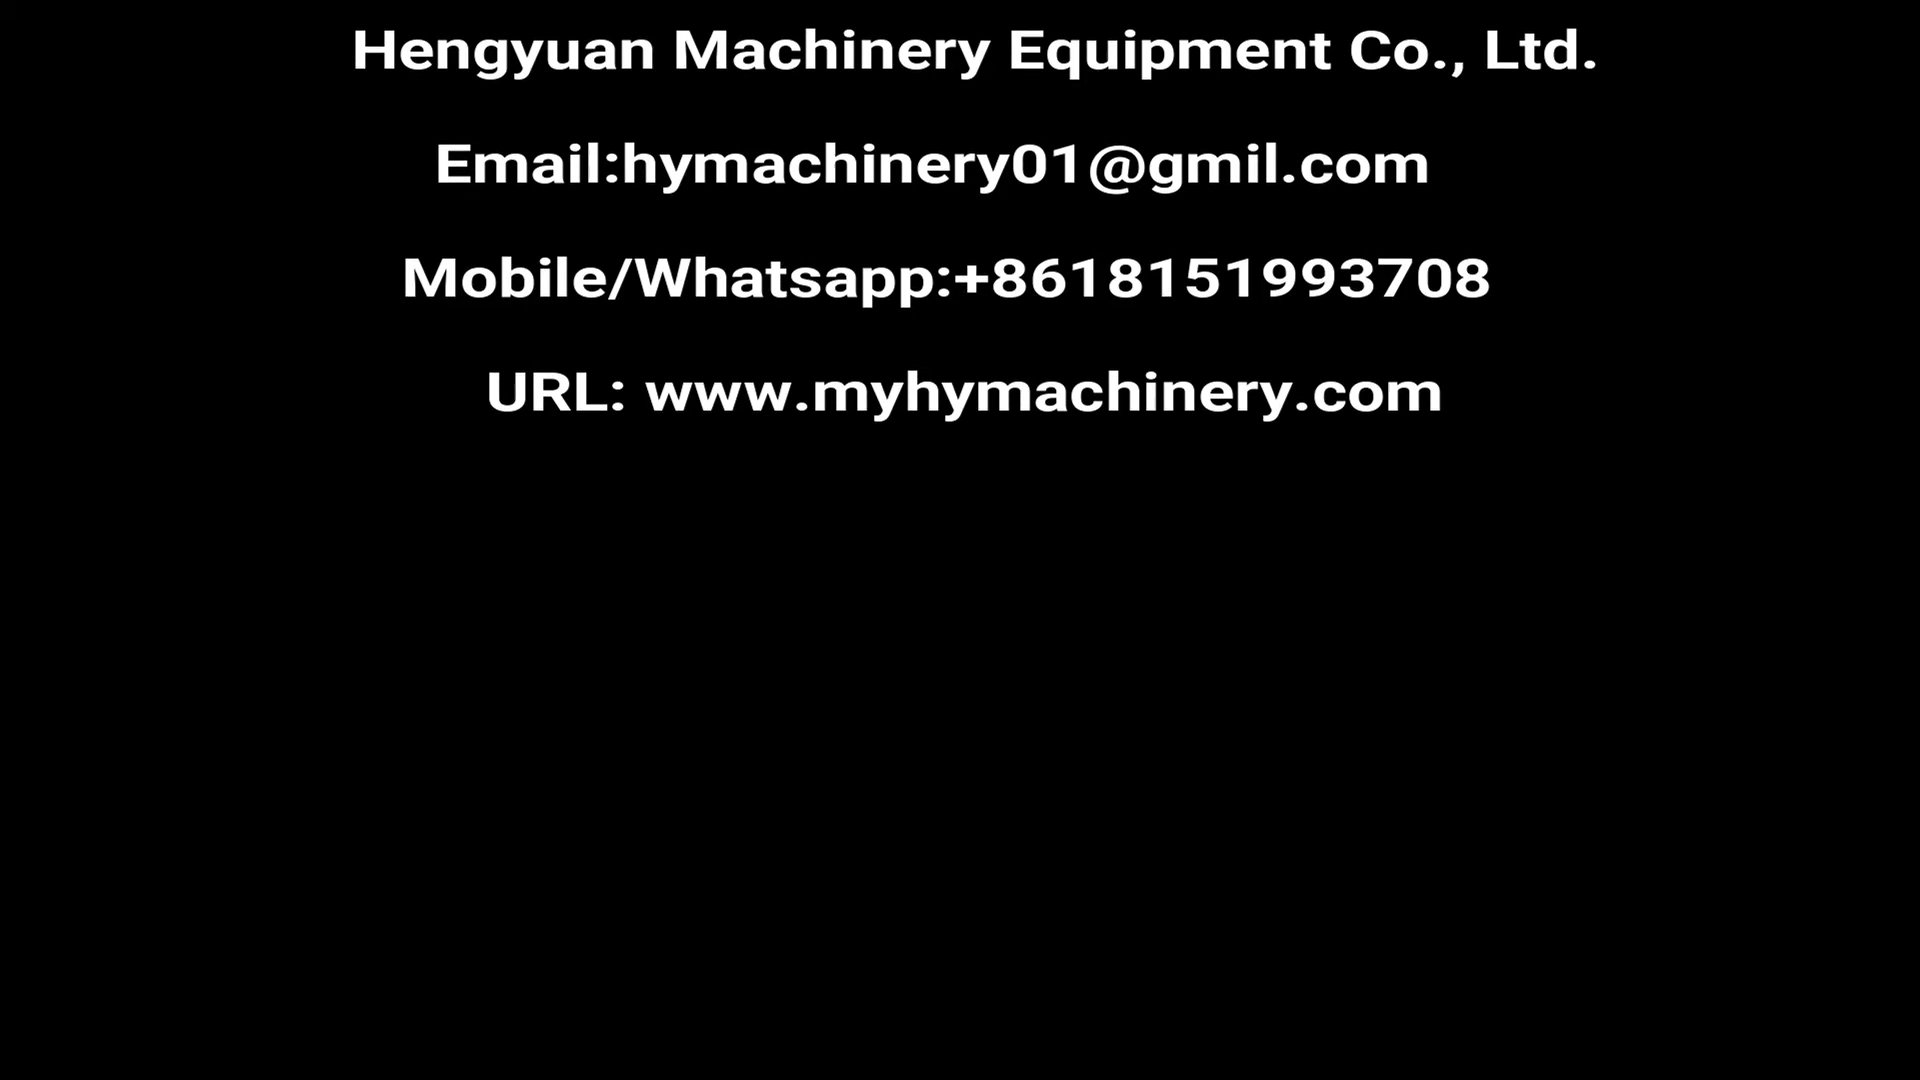 Hengyuan Machinery Equipment Co., Ltd.
Email:hymachinery01@gmil.com
Mobile/Whatsapp:+8618151993708
URL: www.myhymachinery.com